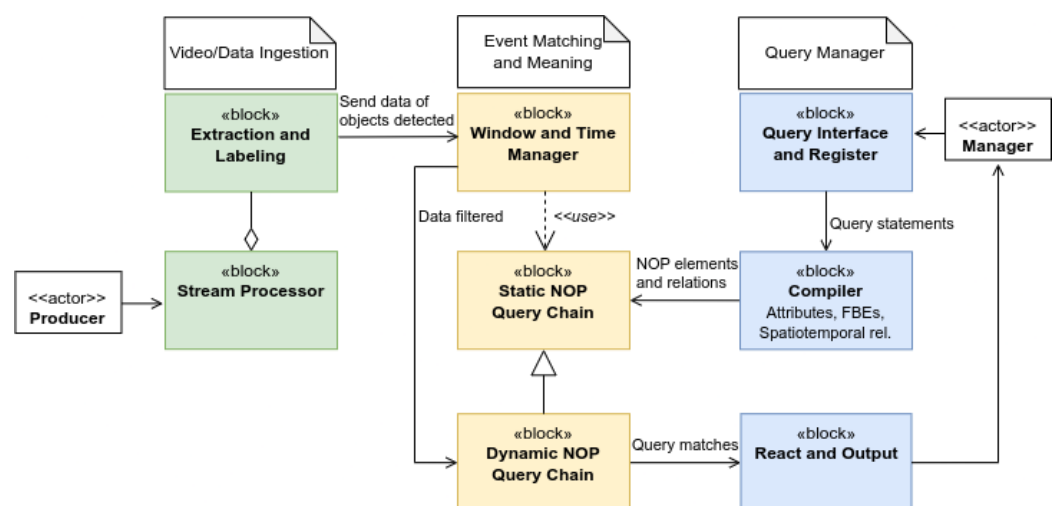 Video/Data Ingestion
Event Matching
and Meaning
Query Manager
«block»
Extraction and
Labeling
Send data of
objects detected
«block»
Window and Time
Manager
«block»
Query Interface
and Register
<<actor>>
Manager
Data filtered
<<use>>
Query statements
<<actor>>
Producer
«block»
Stream Processor
«block»
Static NOP
Query Chain
NOP elements
and relations
«block»
Compiler
Attributes, FBEs,
Spatiotemporal rel.
«block»
Dynamic NOP
Query Chain
Query matches
«block»
React and Output